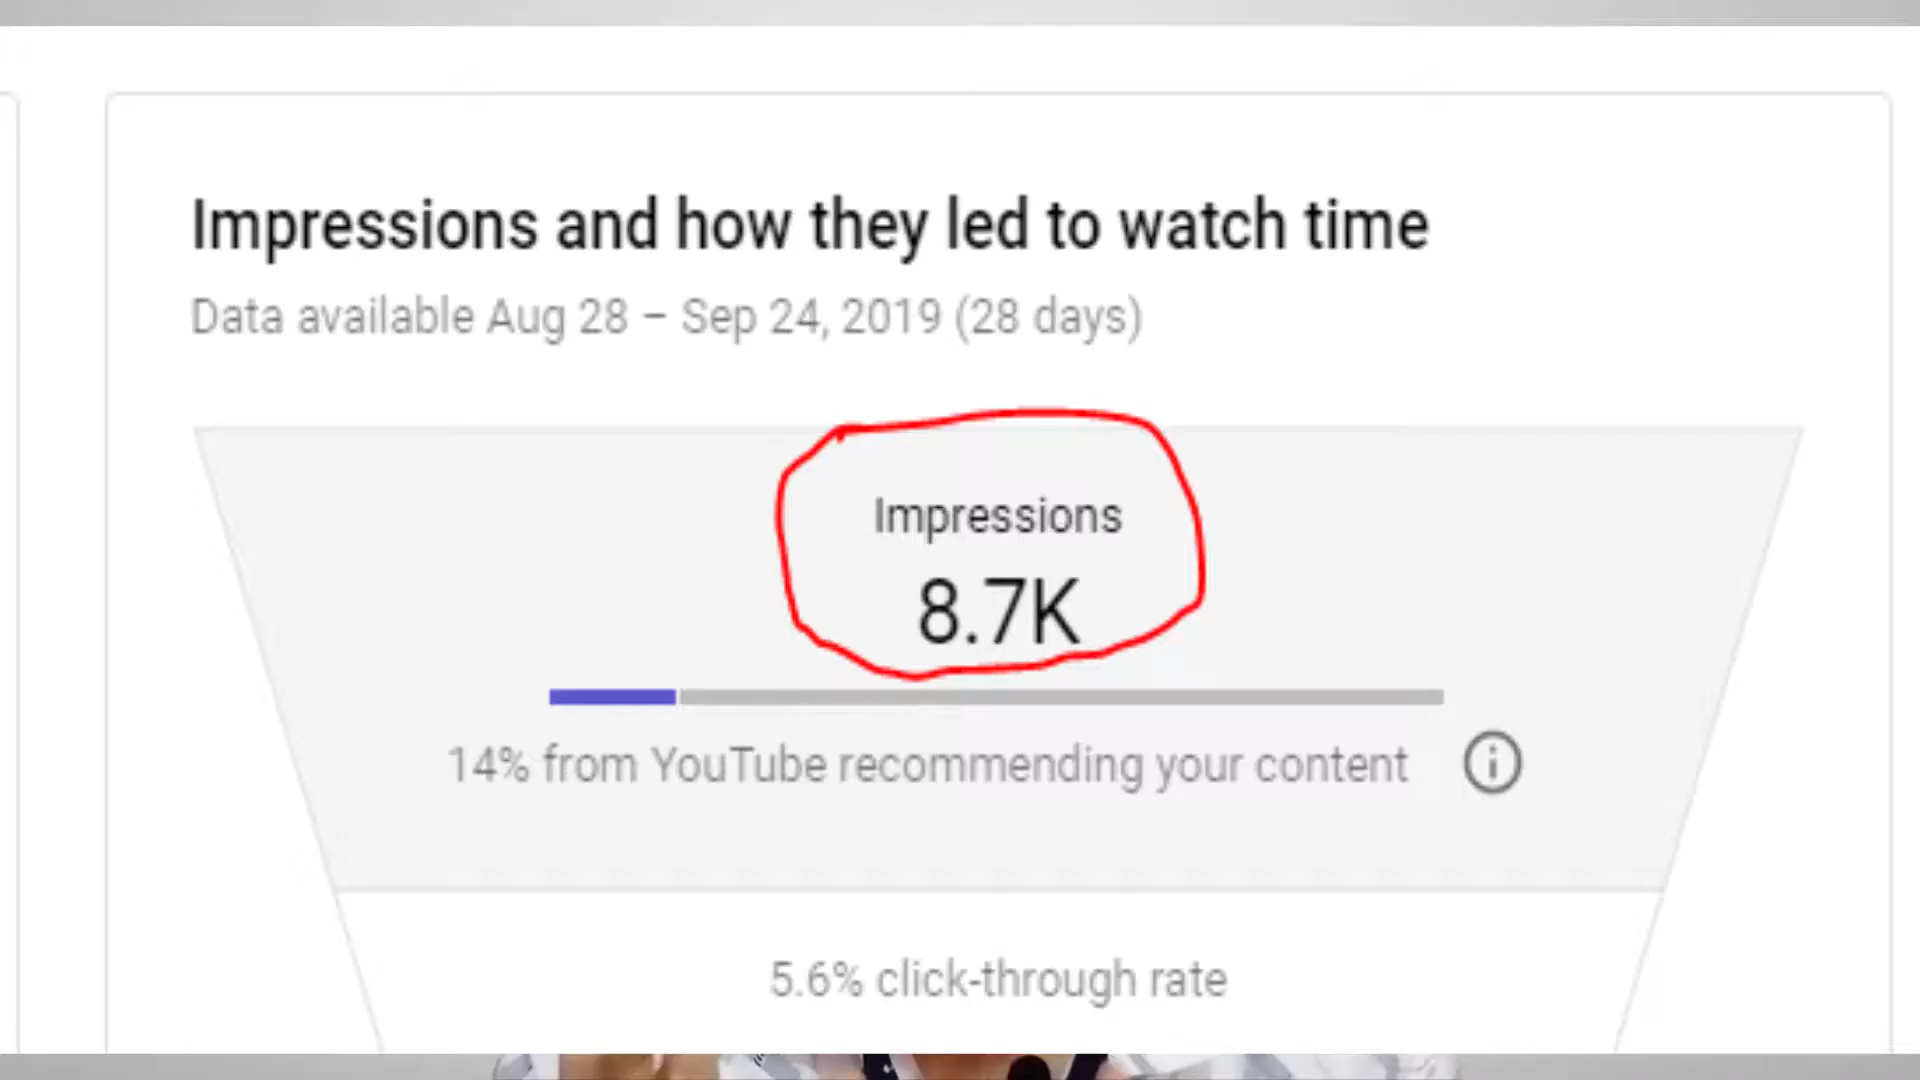 Impressions and how they led to watch time
Data available Aug 28 – Sep 24, 2019 (28 days)
Impressions
8.7K
14% from YouTube recommending your content
5.6% click-through rate